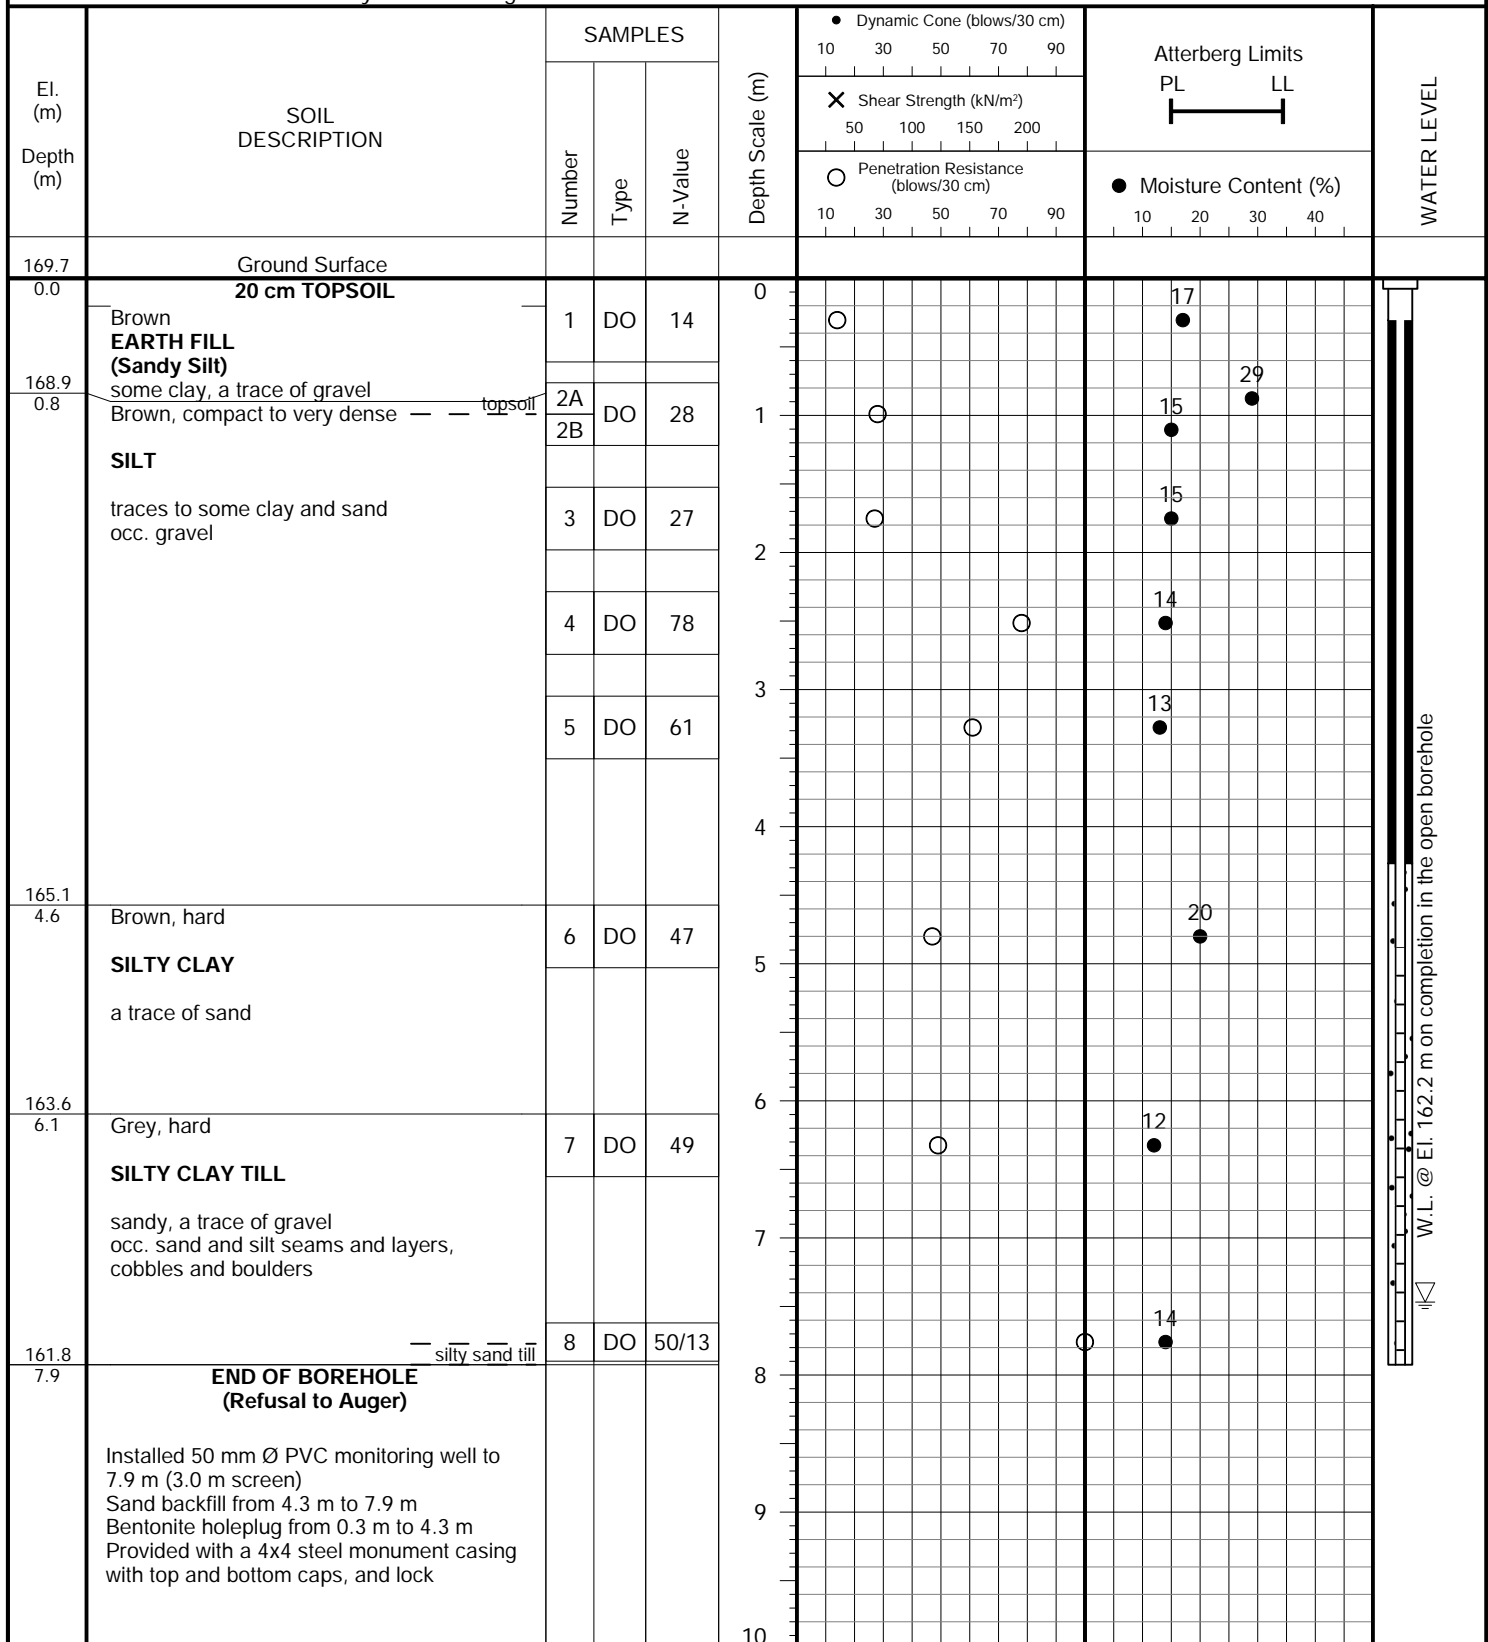 ● Dynamic Cone (blows/30 cm)
10 30 50 70 90
SAMPLES
Atterberg Limits
PL LL
El.
(m)
Depth
(m)
SOIL
DESCRIPTION
Number
Type
N-Value
Depth Scale (m)
✕ Shear Strength (kN/m²)
50 100 150 200
○ Penetration Resistance
(blows/30 cm)
10 30 50 70 90
● Moisture Content (%)
10 20 30 40
WATER LEVEL
169.7 Ground Surface
0.0 20 cm TOPSOIL 0
17
Brown 1 DO 14
EARTH FILL
(Sandy Silt)
29
168.9 some clay, a trace of gravel
0.8 topsoil 2A
15
Brown, compact to very dense DO 28 1
2B
SILT
15
traces to some clay and sand 3 DO 27
occ. gravel
2
14
4 DO 78
3
13
5 DO 61
4
165.1
4.6 Brown, hard
20
6 DO 47
SILTY CLAY 5
a trace of sand
163.6 6
6.1 Grey, hard
12
7 DO 49
SILTY CLAY TILL
sandy, a trace of gravel
occ. sand and silt seams and layers, 7
cobbles and boulders
14
8 DO 50/13
161.8 silty sand till
7.9 END OF BOREHOLE 8
(Refusal to Auger)
Installed 50 mm Ø PVC monitoring well to
7.9 m (3.0 m screen)
Sand backfill from 4.3 m to 7.9 m 9
Bentonite holeplug from 0.3 m to 4.3 m
Provided with a 4x4 steel monument casing
with top and bottom caps, and lock
10
W.L. @ El. 162.2 m on completion in the open borehole